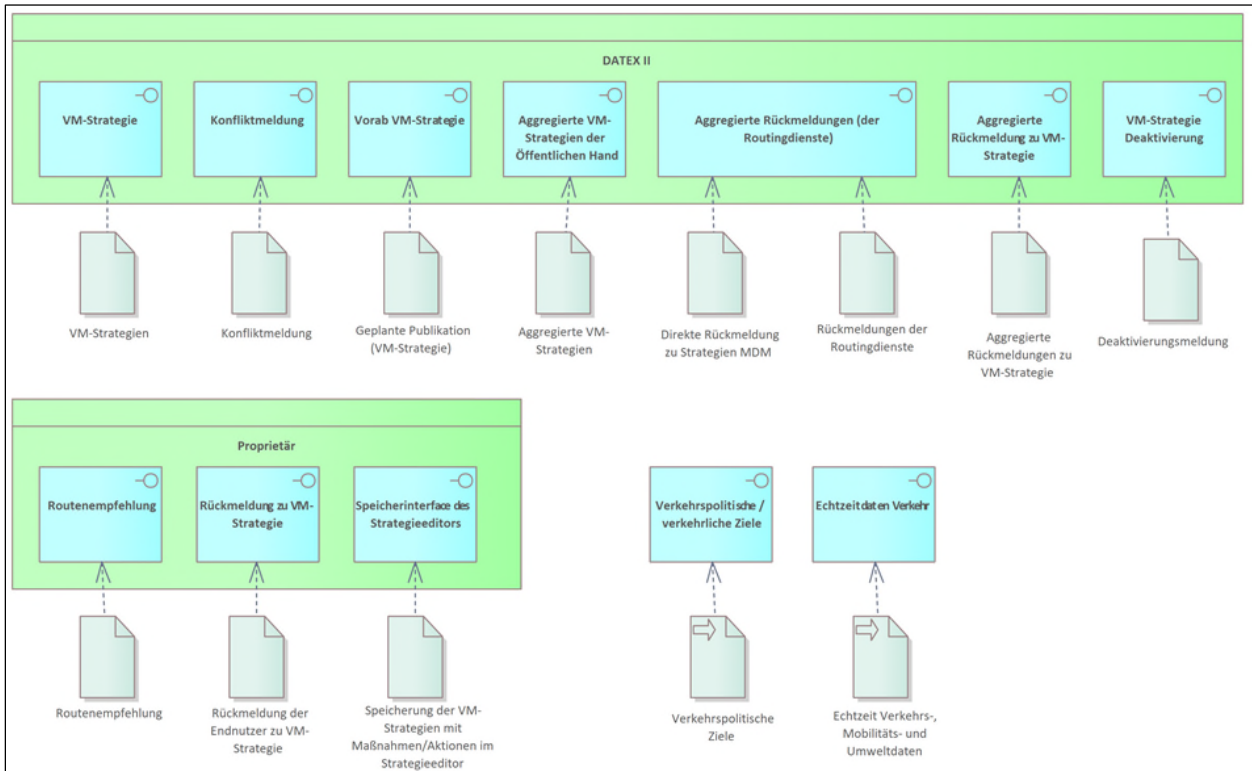 DATEX II
VM-Strategie
Konfliktmeldung
Vorab VM-Strategie
Aggregierte VM-
Strategien der
Öffentlichen Hand
Aggregierte Rückmeldungen (der
Routingdienste)
Aggregierte
Rückmeldung zu VM-
Strategie
VM-Strategie
Deaktivierung
VM-Strategien
Konfliktmeldung
Geplante Publikation
(VM-Strategie)
Aggregierte VM-
Strategien
Direkte Rückmeldung
zu Strategien MDM
Rückmeldungen der
Routingdienste
Aggregierte
Rückmeldungen zu
VM-Strategie
Deaktivierungsmeldung
Proprietär
Routenempfehlung
Rückmeldung zu VM-
Strategie
Speicherinterface des
Strategieeditors
Verkehrspolitische /
verkehrliche Ziele
Echtzeitdaten Verkehr
Routenempfehlung
Rückmeldung der
Endnutzer zu VM-
Strategie
Speicherung der VM-
Strategien mit
Maßnahmen/Aktionen im
Strategieeditor
Verkehrspolitische
Ziele
Echtzeit Verkehrs-,
Mobilitäts- und
Umweltdaten